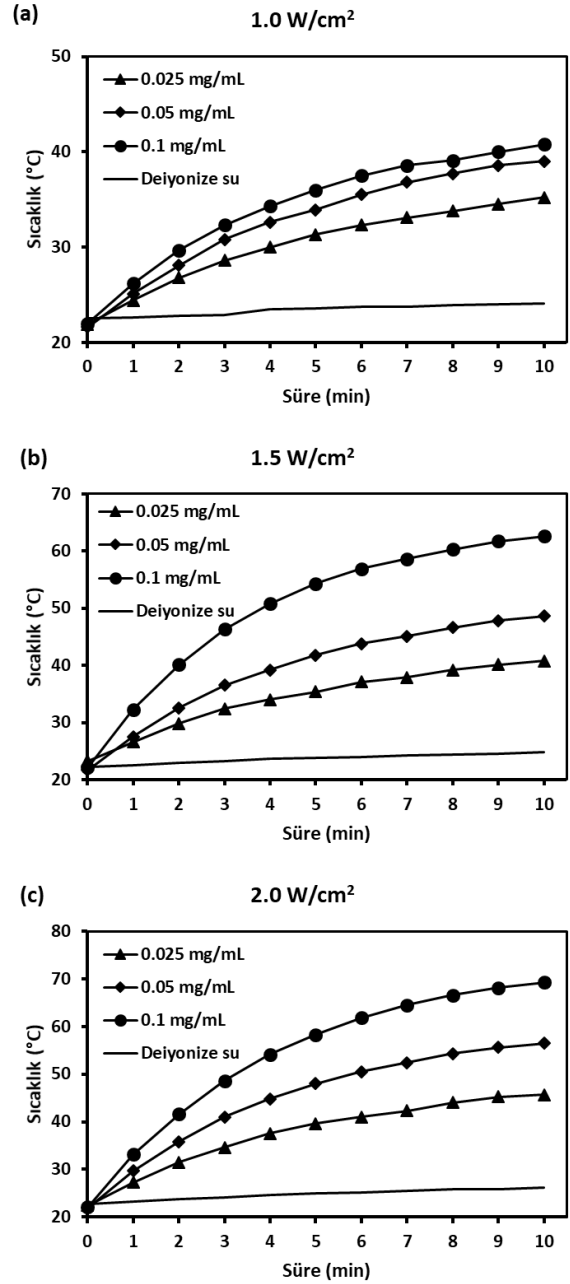 (a)
1.0 W/cm²
50
40
30
20
Sıcaklık (°C)
0.025 mg/mL
0.05 mg/mL
0.1 mg/mL
Deiyonize su
0 1 2 3 4 5 6 7 8 9 10
Süre (min)
(b)
1.5 W/cm²
70
60
50
40
30
20
Sıcaklık (°C)
0.025 mg/mL
0.05 mg/mL
0.1 mg/mL
Deiyonize su
0 1 2 3 4 5 6 7 8 9 10
Süre (min)
(c)
2.0 W/cm²
80
70
60
50
40
30
20
Sıcaklık (°C)
0.025 mg/mL
0.05 mg/mL
0.1 mg/mL
Deiyonize su
0 1 2 3 4 5 6 7 8 9 10
Süre (min)